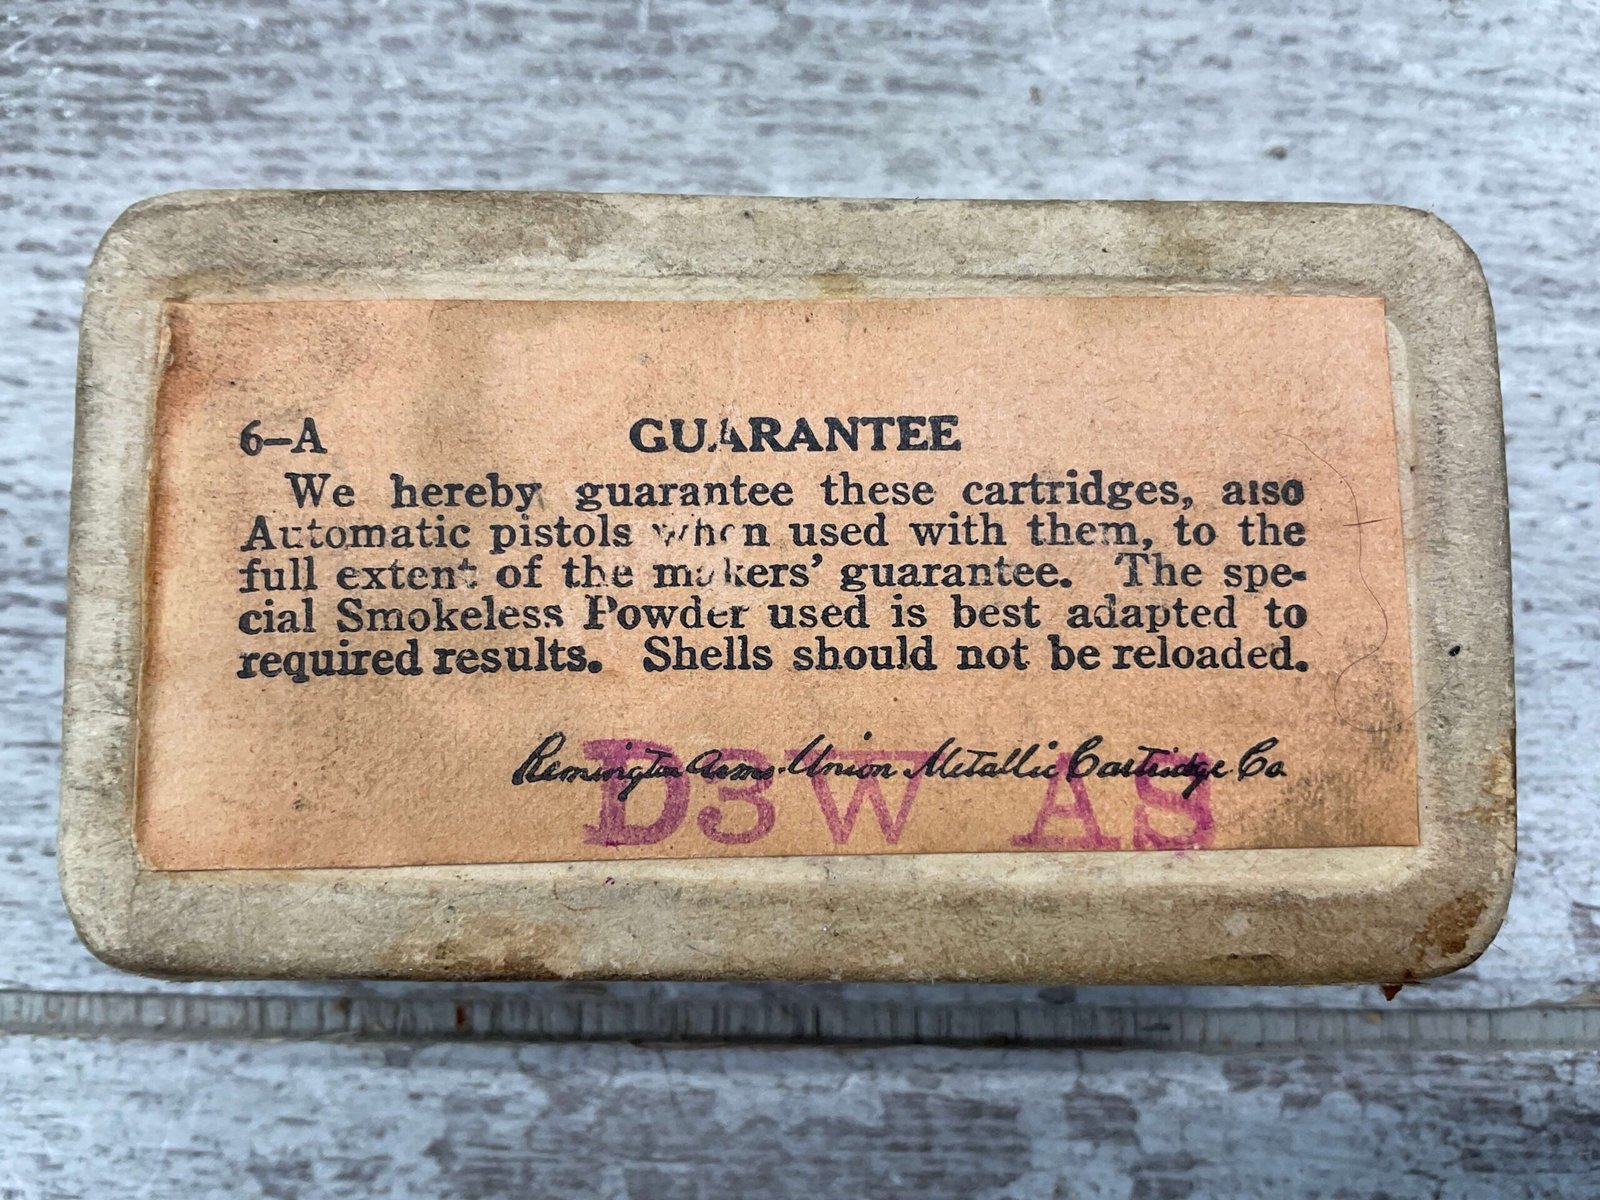 6-A GUARANTEE
We hereby guarantee these cartridges, also
Automatic pistols when used with them, to the
full extent of the makers' guarantee. The spe-
cial Smokeless Powder used is best adapted to
required results. Shells should not be reloaded.
Remington Arms-Union Metallic Cartridge Co.
D3W AS